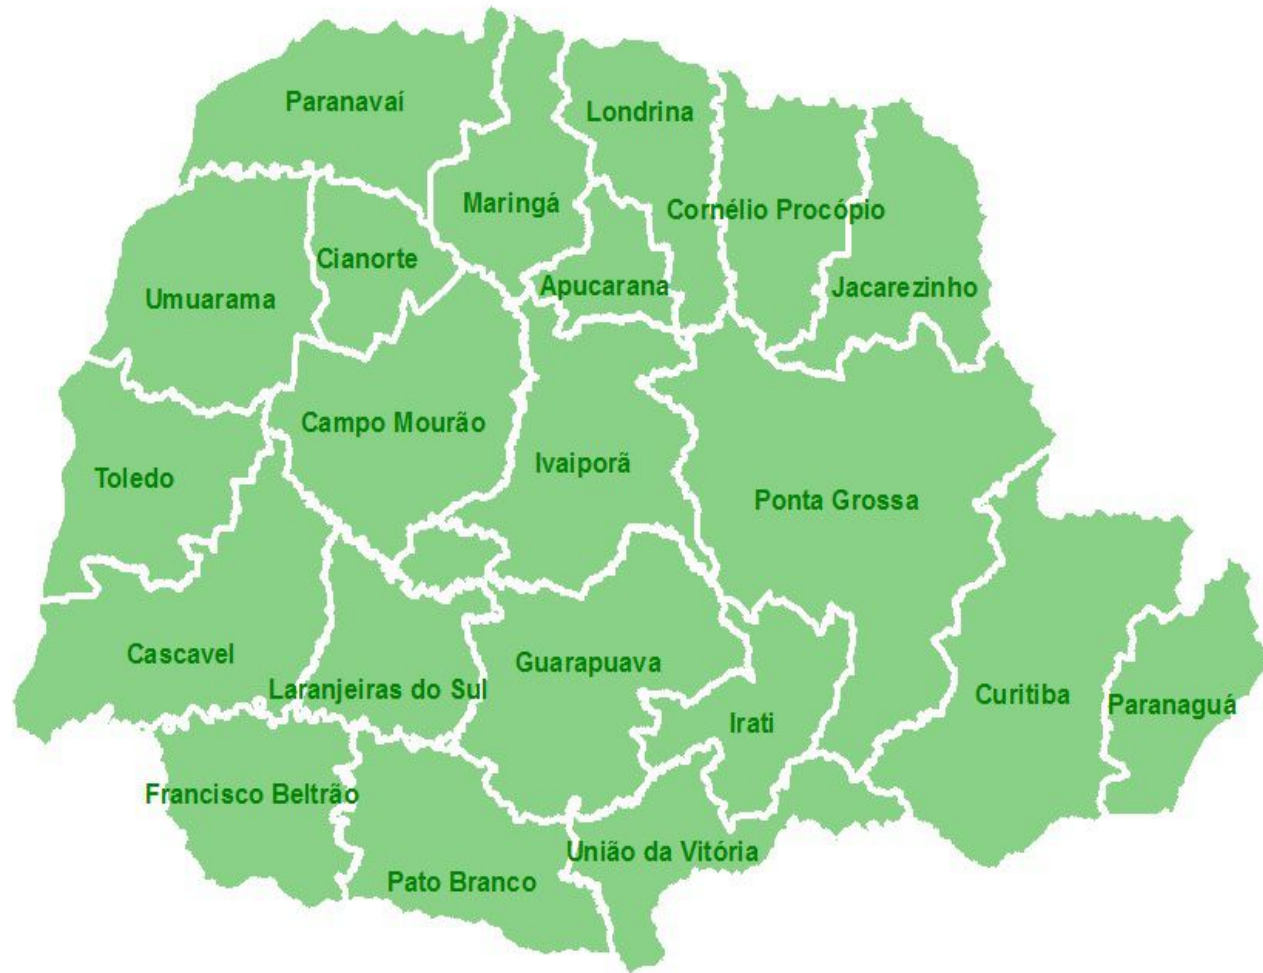 Paranavaí
Londrina
Maringá
Cornélio Procópio
Cianorte
Apucarana
Jacarezinho
Umuarama
Campo Mourão
Ivaiporã
Toledo
Ponta Grossa
Cascavel
Guarapuava
Laranjeiras do Sul
Curitiba
Paranaguá
Irati
Francisco Beltrão
União da Vitória
Pato Branco